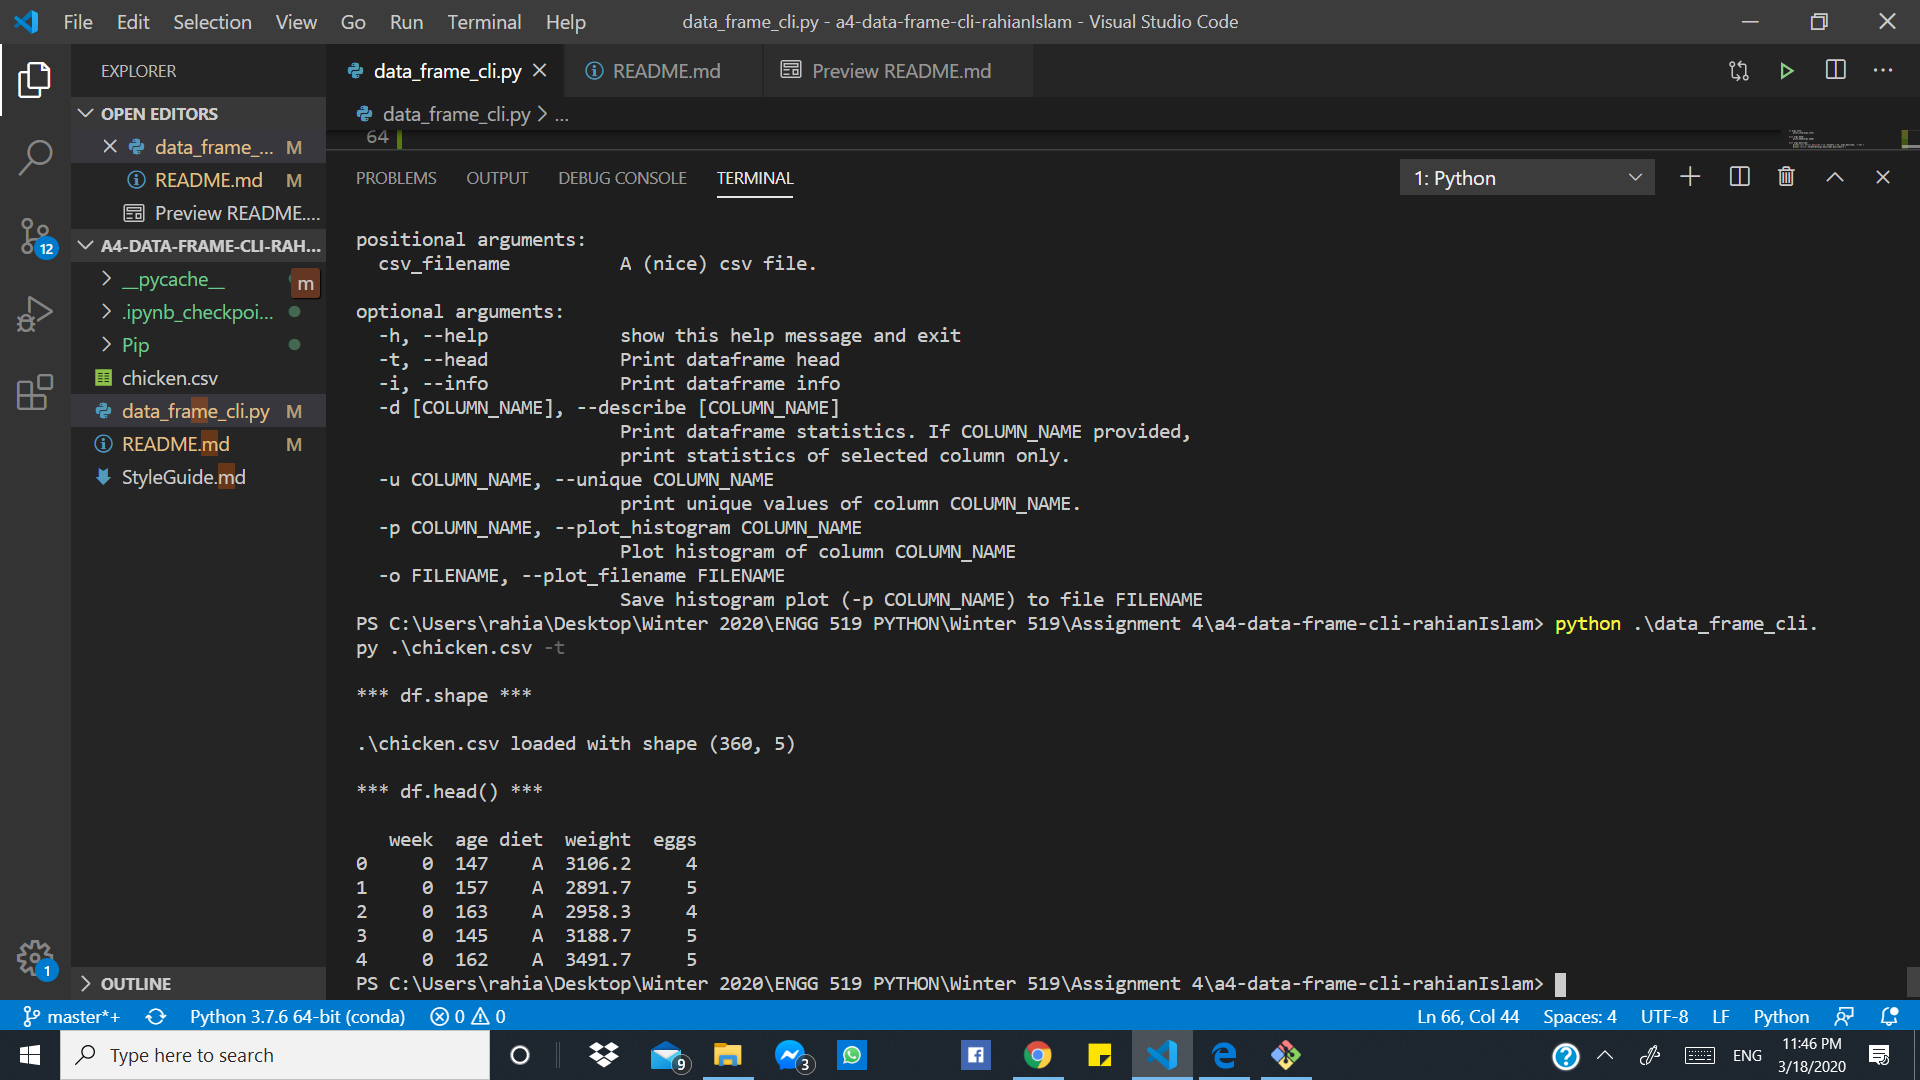 File Edit Selection View Go Run Terminal Help
data_frame_cli.py - a4-data-frame-cli-rahianIslam - Visual Studio Code
EXPLORER
OPEN EDITORS
data_frame_... M
README.md M
Preview README....
A4-DATA-FRAME-CLI-RAH...
__pycache__
m
.ipynb_checkpoi...
Pip
chicken.csv
data_frame_cli.py M
README.md M
StyleGuide.md
OUTLINE
12
1
data_frame_cli.py README.md Preview README.md
data_frame_cli.py > ...
64
PROBLEMS OUTPUT DEBUG CONSOLE TERMINAL
1: Python
positional arguments:
  csv_filename          A (nice) csv file.
optional arguments:
  -h, --help            show this help message and exit
  -t, --head            Print dataframe head
  -i, --info            Print dataframe info
  -d [COLUMN_NAME], --describe [COLUMN_NAME]
                        Print dataframe statistics. If COLUMN_NAME provided,
                        print statistics of selected column only.
  -u COLUMN_NAME, --unique COLUMN_NAME
                        print unique values of column COLUMN_NAME.
  -p COLUMN_NAME, --plot_histogram COLUMN_NAME
                        Plot histogram of column COLUMN_NAME
  -o FILENAME, --plot_filename FILENAME
                        Save histogram plot (-p COLUMN_NAME) to file FILENAME
PS C:\Users\rahia\Desktop\Winter 2020\ENGG 519 PYTHON\Winter 519\Assignment 4\a4-data-frame-cli-rahianIslam> python .\data_frame_cli.
py .\chicken.csv -t
*** df.shape ***
.\chicken.csv loaded with shape (360, 5)
*** df.head() ***
   week  age diet  weight  eggs
0     0  147    A  3106.2     4
1     0  157    A  2891.7     5
2     0  163    A  2958.3     4
3     0  145    A  3188.7     5
4     0  162    A  3491.7     5
PS C:\Users\rahia\Desktop\Winter 2020\ENGG 519 PYTHON\Winter 519\Assignment 4\a4-data-frame-cli-rahianIslam>
master*+ Python 3.7.6 64-bit (conda) 0 0 Ln 66, Col 44 Spaces: 4 UTF-8 LF Python
Type here to search
9
3
ENG
11:46 PM
3/18/2020